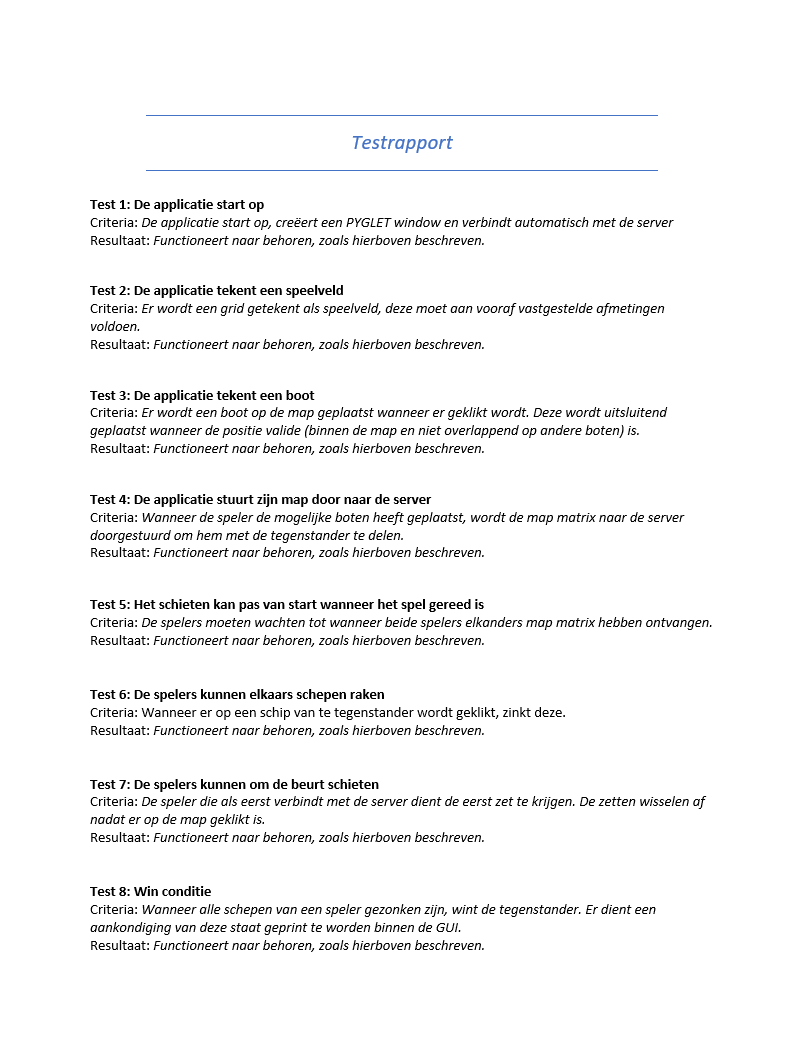 Testrapport
Test 1: De applicatie start op
Criteria: De applicatie start op, creëert een PYGLET window en verbindt automatisch met de server
Resultaat: Functioneert naar behoren, zoals hierboven beschreven.
Test 2: De applicatie tekent een speelveld
Criteria: Er wordt een grid getekent als speelveld, deze moet aan vooraf vastgestelde afmetingen
voldoen.
Resultaat: Functioneert naar behoren, zoals hierboven beschreven.
Test 3: De applicatie tekent een boot
Criteria: Er wordt een boot op de map geplaatst wanneer er geklikt wordt. Deze wordt uitsluitend
geplaatst wanneer de positie valide (binnen de map en niet overlappend op andere boten) is.
Resultaat: Functioneert naar behoren, zoals hierboven beschreven.
Test 4: De applicatie stuurt zijn map door naar de server
Criteria: Wanneer de speler de mogelijke boten heeft geplaatst, wordt de map matrix naar de server
doorgestuurd om hem met de tegenstander te delen.
Resultaat: Functioneert naar behoren, zoals hierboven beschreven.
Test 5: Het schieten kan pas van start wanneer het spel gereed is
Criteria: De spelers moeten wachten tot wanneer beide spelers elkanders map matrix hebben ontvangen.
Resultaat: Functioneert naar behoren, zoals hierboven beschreven.
Test 6: De spelers kunnen elkaars schepen raken
Criteria: Wanneer er op een schip van te tegenstander wordt geklikt, zinkt deze.
Resultaat: Functioneert naar behoren, zoals hierboven beschreven.
Test 7: De spelers kunnen om de beurt schieten
Criteria: De speler die als eerst verbindt met de server dient de eerst zet te krijgen. De zetten wisselen af
nadat er op de map geklikt is.
Resultaat: Functioneert naar behoren, zoals hierboven beschreven.
Test 8: Win conditie
Criteria: Wanneer alle schepen van een speler gezonken zijn, wint de tegenstander. Er dient een
aankondiging van deze staat geprint te worden binnen de GUI.
Resultaat: Functioneert naar behoren, zoals hierboven beschreven.